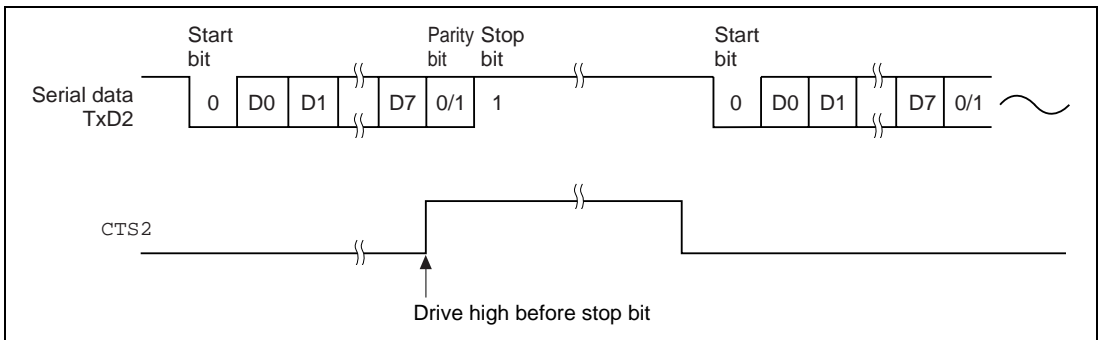 Start
bit
Parity
bit
Stop
bit
Start
bit
Serial data
TxD2
0 D0 D1 D7 0/1 1 0 D0 D1 D7 0/1
CTS2
Drive high before stop bit